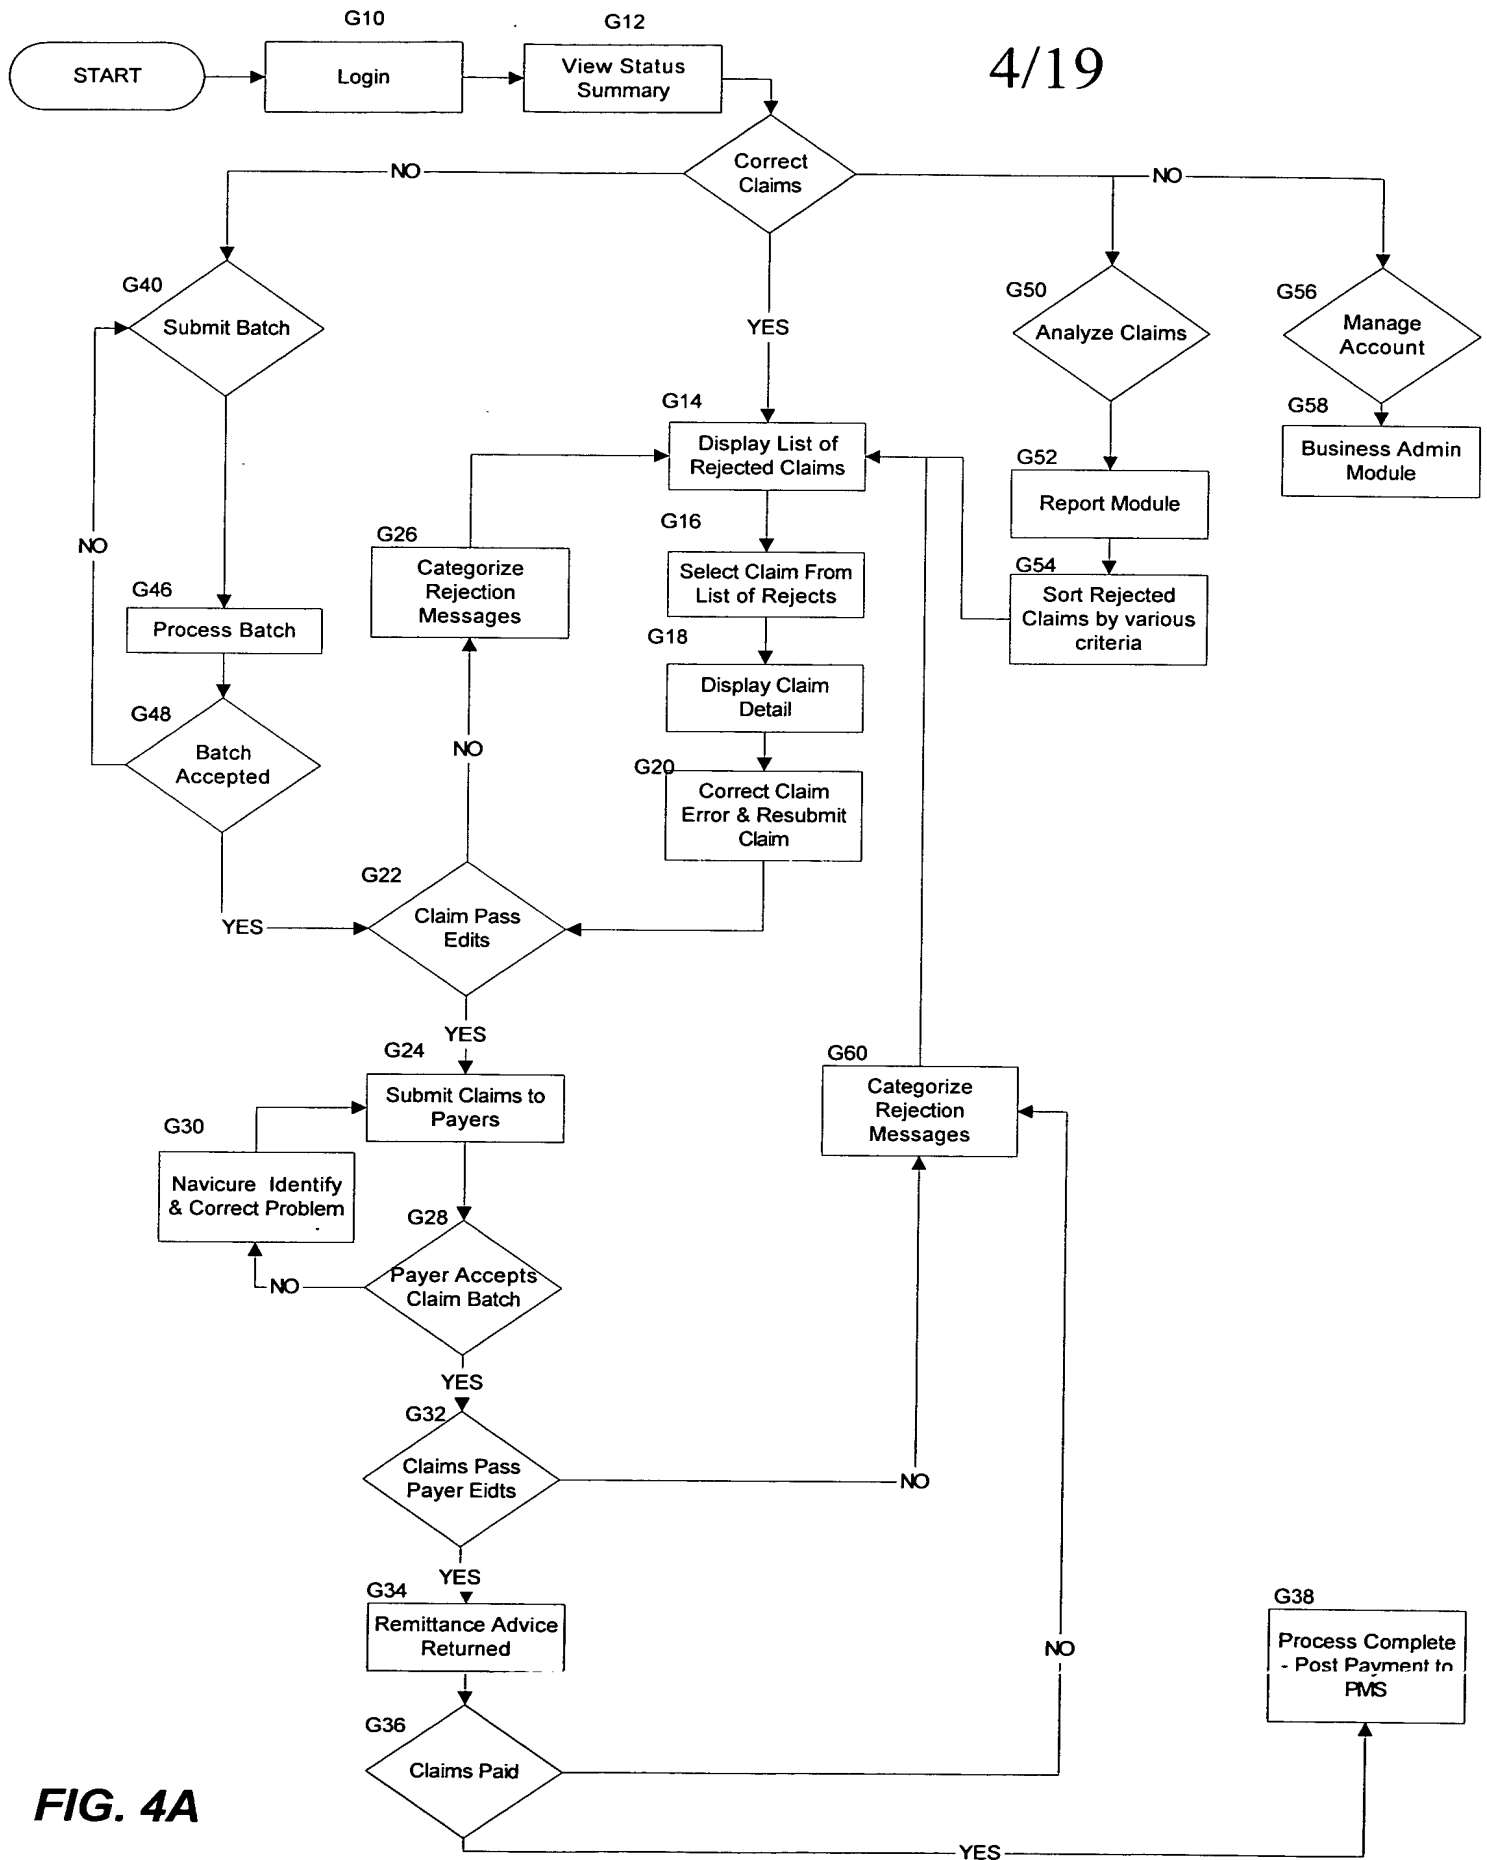 G10
G12
4/19
START
Login
View Status
Summary
Correct
Claims
NO
NO
G40
Submit Batch
YES
G50
Analyze Claims
G56
Manage
Account
G14
Display List of
Rejected Claims
G58
Business Admin
Module
G52
Report Module
G16
Select Claim From
List of Rejects
G26
Categorize
Rejection
Messages
NO
G54
Sort Rejected
Claims by various
criteria
G46
Process Batch
G18
Display Claim
Detail
G48
Batch
Accepted
NO
G20
Correct Claim
Error & Resubmit
Claim
G22
Claim Pass
Edits
YES
YES
G24
Submit Claims to
Payers
G60
Categorize
Rejection
Messages
G30
Navicure Identify
& Correct Problem
G28
Payer Accepts
Claim Batch
NO
YES
G32
Claims Pass
Payer Eidts
NO
YES
G34
Remittance Advice
Returned
NO
G38
Process Complete
- Post Payment to
PMS
G36
Claims Paid
FIG. 4A
YES